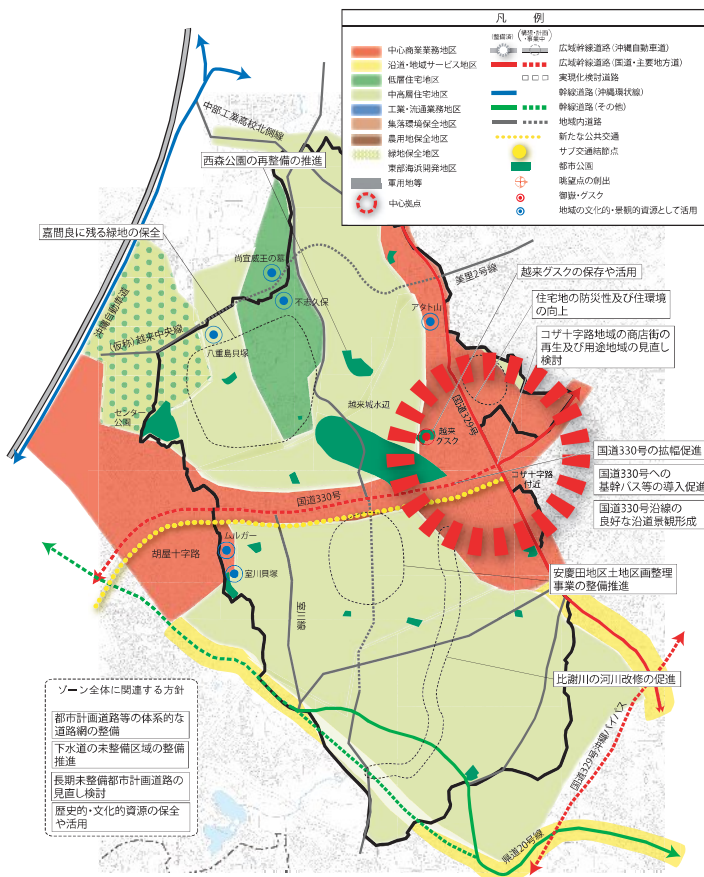 凡 例
(整備済)
(構想・計画・事業中)
中心商業業務地区
沿道・地域サービス地区
低層住宅地区
中高層住宅地区
工業・流通業務地区
集落環境保全地区
農用地保全地区
緑地保全地区
東部海浜開発地区
軍用地等
中心拠点
広域幹線道路(沖縄自動車道)
広域幹線道路(国道・主要地方道)
実現化検討道路
幹線道路(沖縄環状線)
幹線道路(その他)
地域内道路
新たな公共交通
サブ交通結節点
都市公園
眺望点の創出
御嶽・グスク
地域の文化的・景観的資源として活用
中部工業高校北側線
西森公園の再整備の推進
嘉間良に残る緑地の保全
尚宣威王の墓
不志久保
美里2号線
越来グスクの保存や活用
住宅地の防災性及び住環境
の向上
アタト山
コザ十字路地域の商店街の
再生及び用途地域の見直し
検討
沖縄自動車道
(仮称)越来中央線
八重島貝塚
センター
公園
越来城水辺
越来
グスク
国道329号
国道330号の拡幅促進
コザ十字路
付近
国道330号への
基幹バス等の導入促進
国道330号
国道330号沿線の
良好な沿道景観形成
胡屋十字路
ムルガー
室川貝塚
安慶田地区土地区画整理
事業の整備推進
室川線
比謝川の河川改修の促進
ゾーン全体に関連する方針
都市計画道路等の体系的な
道路網の整備
下水道の未整備区域の整備
推進
長期未整備都市計画道路の
見直し検討
歴史的・文化的資源の保全
や活用
国道329号沖縄バイパス
県道20号線